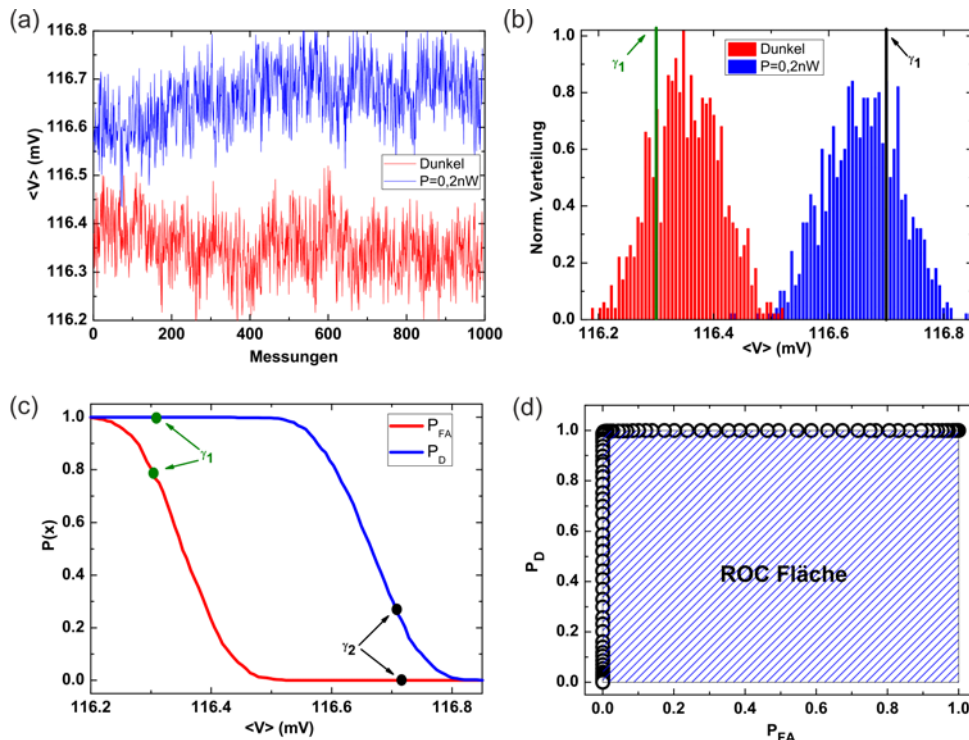 (a)
116.8
116.7
116.6
116.5
116.4
116.3
116.2
<V> (mV)
Dunkel
P=0,2nW
0 200 400 600 800 1000
Messungen
(b)
1.0
0.8
0.6
0.4
0.2
0.0
Norm. Verteilung
γ1
Dunkel
P=0,2nW
γ1
116.2 116.4 116.6 116.8
<V> (mV)
(c)
1.0
0.8
0.6
0.4
0.2
0.0
P(x)
γ1
PFA
PD
γ2
116.2 116.4 116.6 116.8
<V> (mV)
(d)
1.0
0.8
0.6
0.4
0.2
0.0
PD
ROC Fläche
0.0 0.2 0.4 0.6 0.8 1.0
PFA